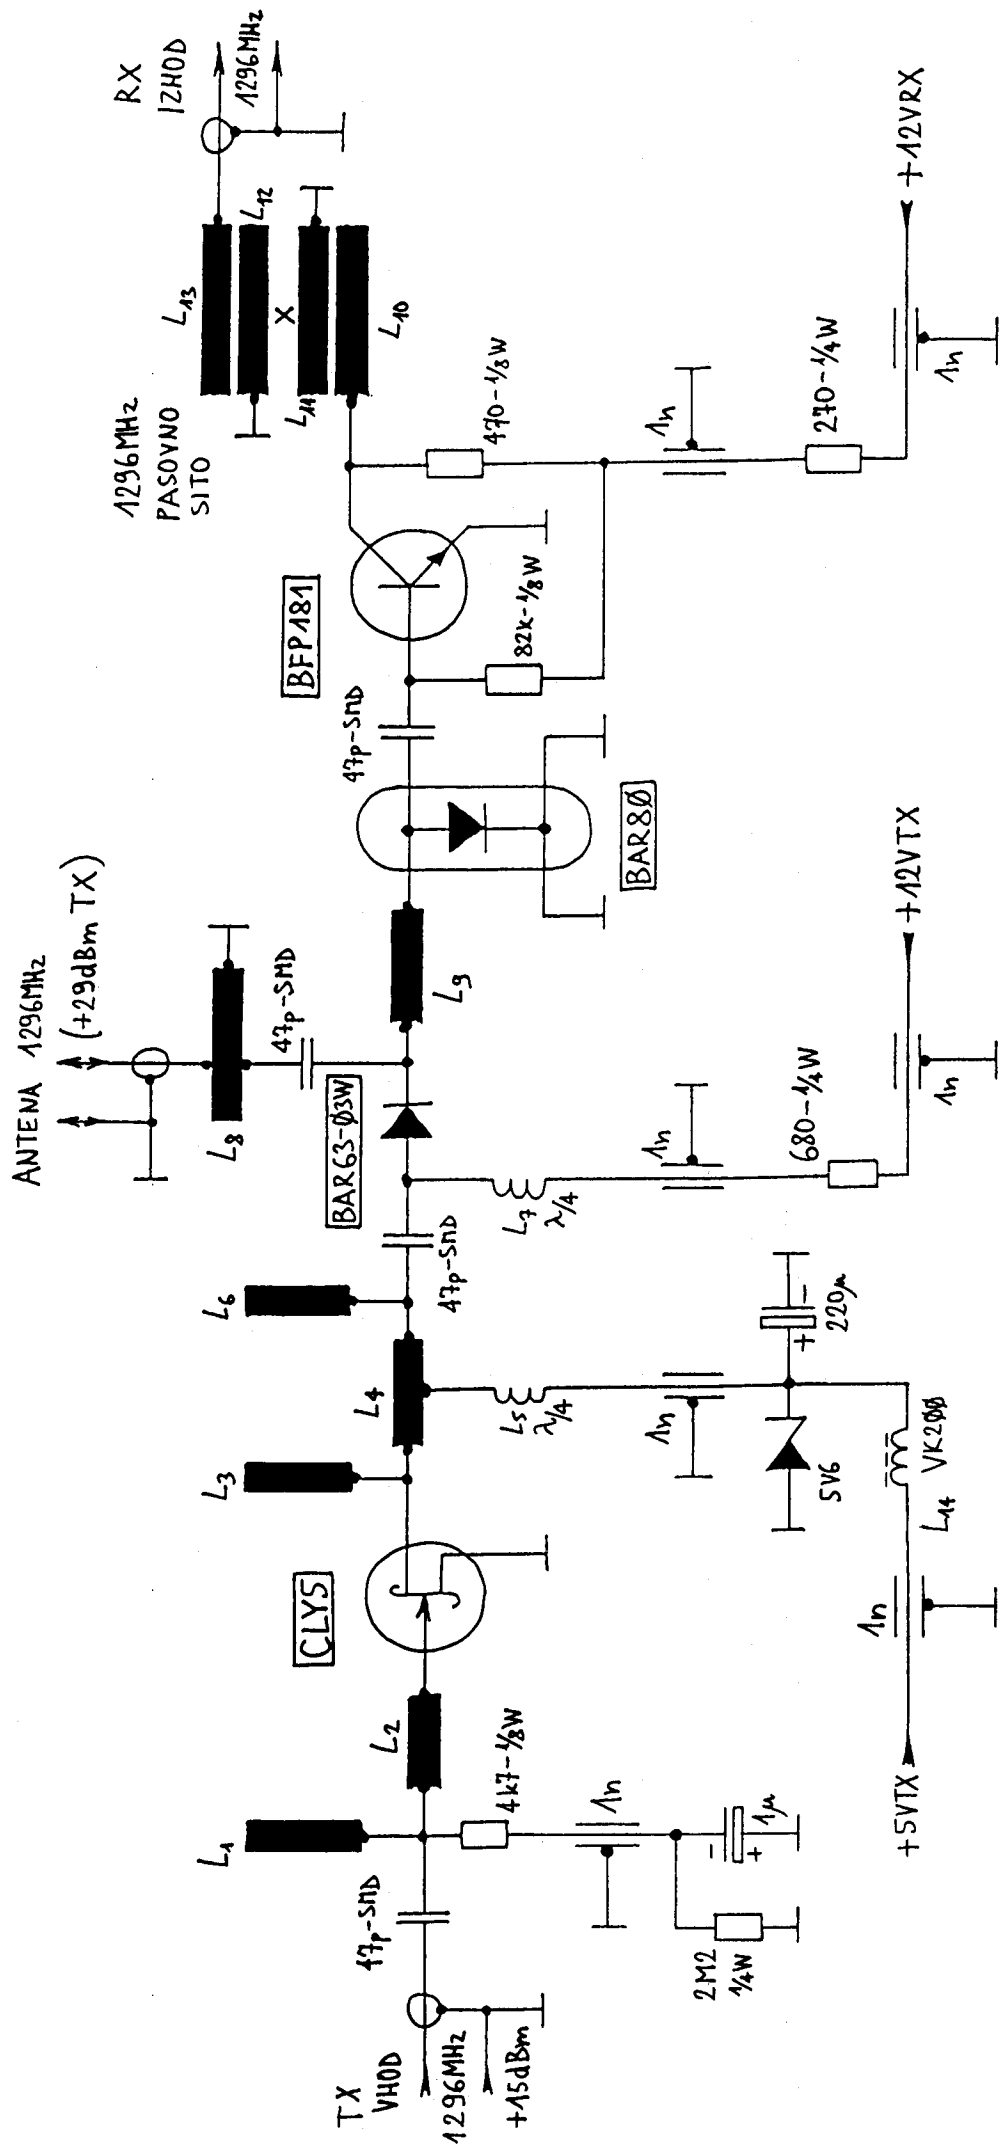 TX
VHOD
1296MHz
+15dBm
47p-SMD
L1
4k7-1/8W
1n
2M2
1/4W
-
+
1µ
L2
CLY5
L3
L4
L5
λ/4
1n
5V6
+
-
220µ
+5VTX
1n
L14
VK200
L6
47p-SMD
BAR63-03W
L7
λ/4
1n
680-1/4W
1n
+12VTX
ANTENA 1296MHz
(+29dBm TX)
L8
47p-SMD
L9
BAR80
47p-SMD
BFP181
82k-1/8W
470-1/8W
1n
270-1/4W
1n
+12VRX
1296MHz
PASOVNO
SITO
L13
L12
X
L11
L10
RX
IZHOD
1296MHz